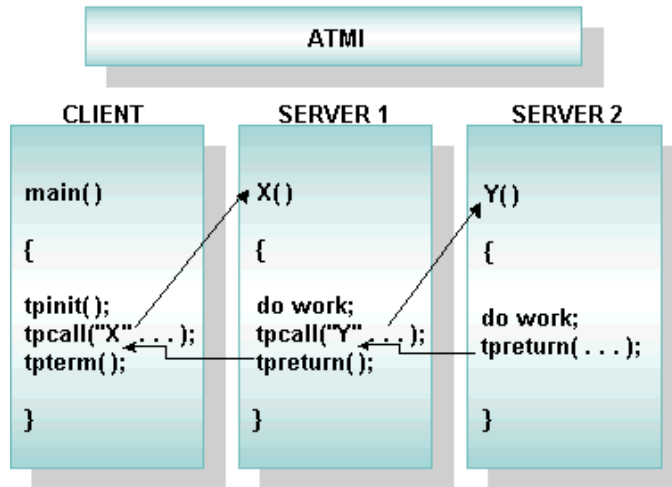 ATMI
CLIENT
main()
{
tpinit();
tpcall("X" . . . );
tpterm();
}
SERVER 1
X()
{
do work;
tpcall("Y" . . . );
tpreturn();
}
SERVER 2
Y()
{
do work;
tpreturn( . . . );
}